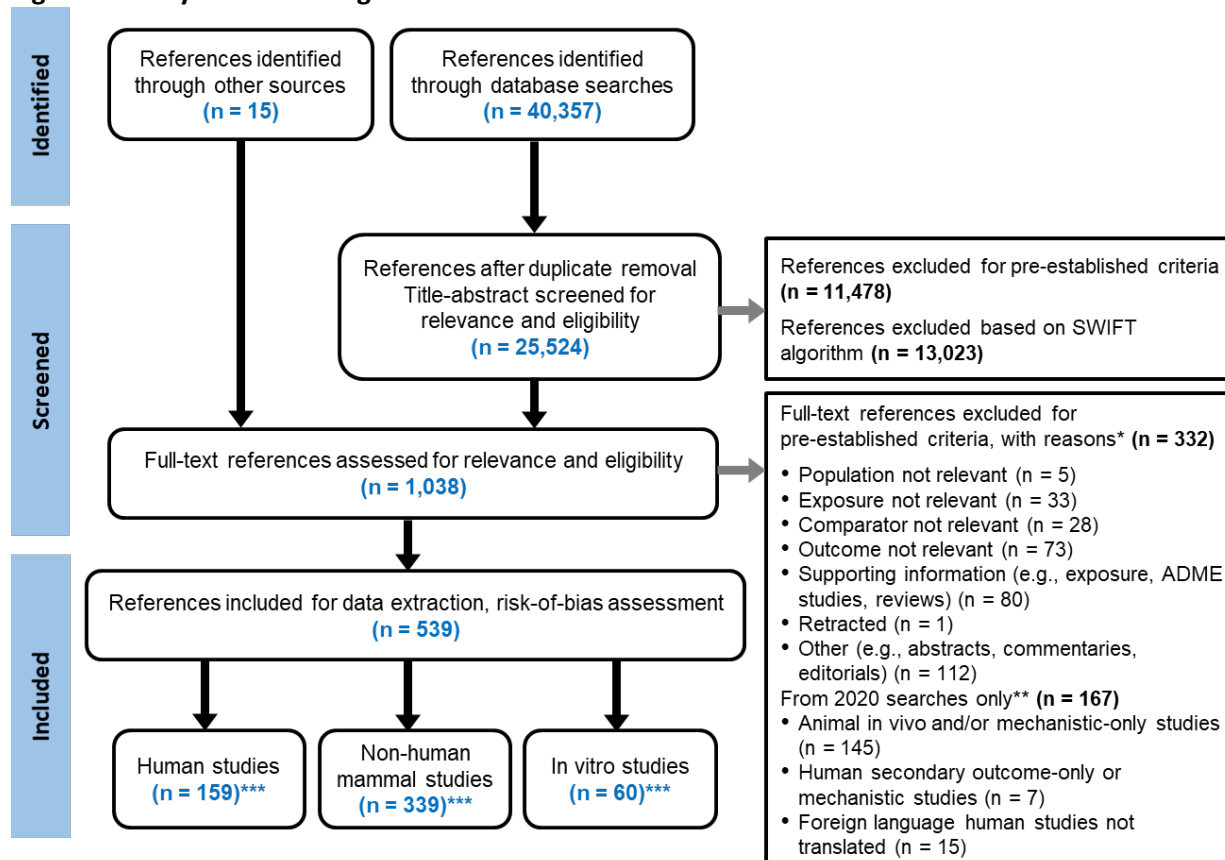 Identified
References identified
through other sources
(n = 15)
References identified
through database searches
(n = 40,357)
Screened
References after duplicate removal
Title-abstract screened for
relevance and eligibility
(n = 25,524)
References excluded for pre-established criteria
(n = 11,478)
References excluded based on SWIFT
algorithm (n = 13,023)
Full-text references assessed for relevance and eligibility
(n = 1,038)
Full-text references excluded for
pre-established criteria, with reasons* (n = 332)
• Population not relevant (n = 5)
• Exposure not relevant (n = 33)
• Comparator not relevant (n = 28)
• Outcome not relevant (n = 73)
• Supporting information (e.g., exposure, ADME
studies, reviews) (n = 80)
• Retracted (n = 1)
• Other (e.g., abstracts, commentaries,
editorials) (n = 112)
From 2020 searches only** (n = 167)
• Animal in vivo and/or mechanistic-only studies
(n = 145)
• Human secondary outcome-only or
mechanistic studies (n = 7)
• Foreign language human studies not
translated (n = 15)
Included
References included for data extraction, risk-of-bias assessment
(n = 539)
Human studies
(n = 159)***
Non-human
mammal studies
(n = 339)***
In vitro studies
(n = 60)***